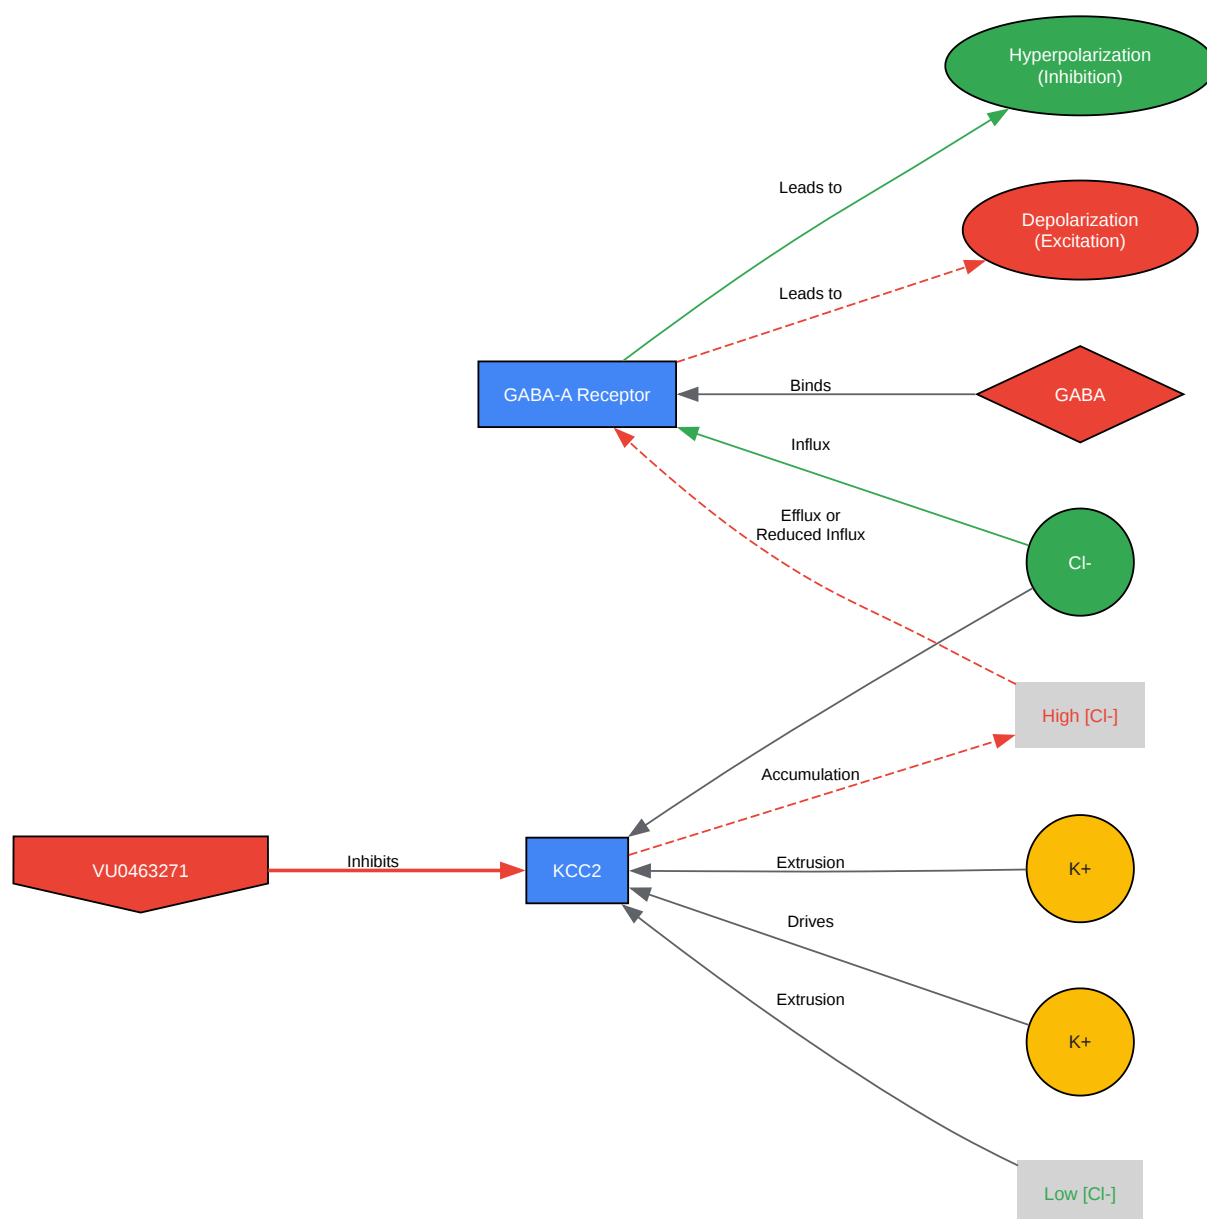 Hyperpolarization
(Inhibition)
Leads to
Depolarization
(Excitation)
Leads to
GABA-A Receptor
Binds
GABA
Influx
Efflux or
Reduced Influx
Cl-
High [Cl-]
Accumulation
VU0463271
Inhibits
KCC2
Extrusion
K+
Drives
Extrusion
K+
Low [Cl-]